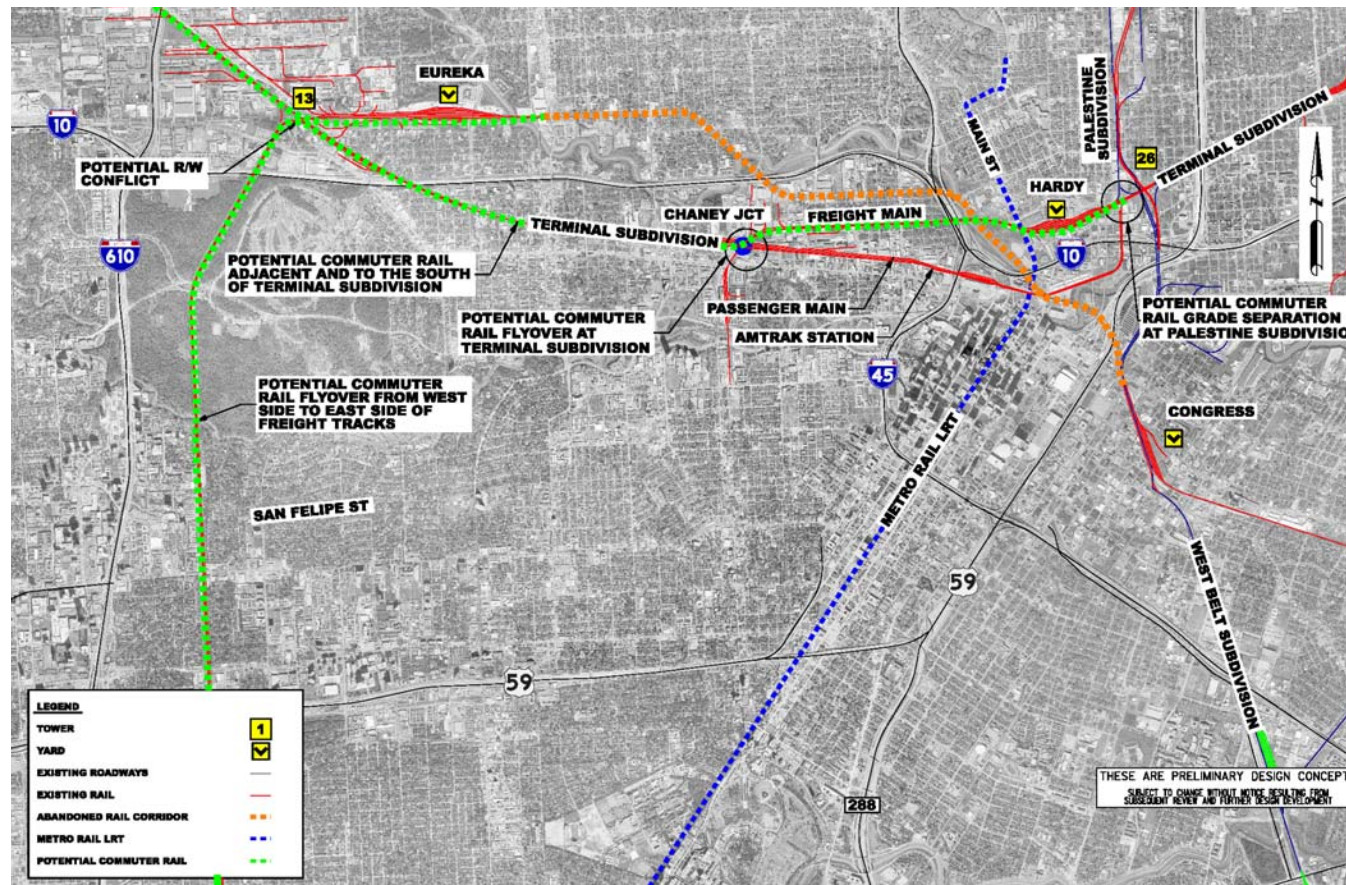 EUREKA
13
10
POTENTIAL R/W
CONFLICT
610
MAIN ST
PALESTINE
SUBDIVISION
26
TERMINAL SUBDIVISION
N
HARDY
CHANEY JCT
FREIGHT MAIN
TERMINAL SUBDIVISION
10
POTENTIAL COMMUTER RAIL
ADJACENT AND TO THE SOUTH
OF TERMINAL SUBDIVISION
POTENTIAL COMMUTER
RAIL FLYOVER AT
TERMINAL SUBDIVISION
PASSENGER MAIN
AMTRAK STATION
POTENTIAL COMMUTER
RAIL GRADE SEPARATION
AT PALESTINE SUBDIVISIO
45
POTENTIAL COMMUTER
RAIL FLYOVER FROM WEST
SIDE TO EAST SIDE OF
FREIGHT TRACKS
CONGRESS
METRO RAIL LRT
SAN FELIPE ST
59
WEST BELT SUBDIVISION
59
288
LEGEND
TOWER
1
YARD
EXISTING ROADWAYS
EXISTING RAIL
ABANDONED RAIL CORRIDOR
METRO RAIL LRT
POTENTIAL COMMUTER RAIL
THESE ARE PRELIMINARY DESIGN CONCEPT
SUBJECT TO CHANGE WITHOUT NOTICE RESULTING FROM
SUBSEQUENT REVIEW AND FURTHER DESIGN DEVELOPMENT